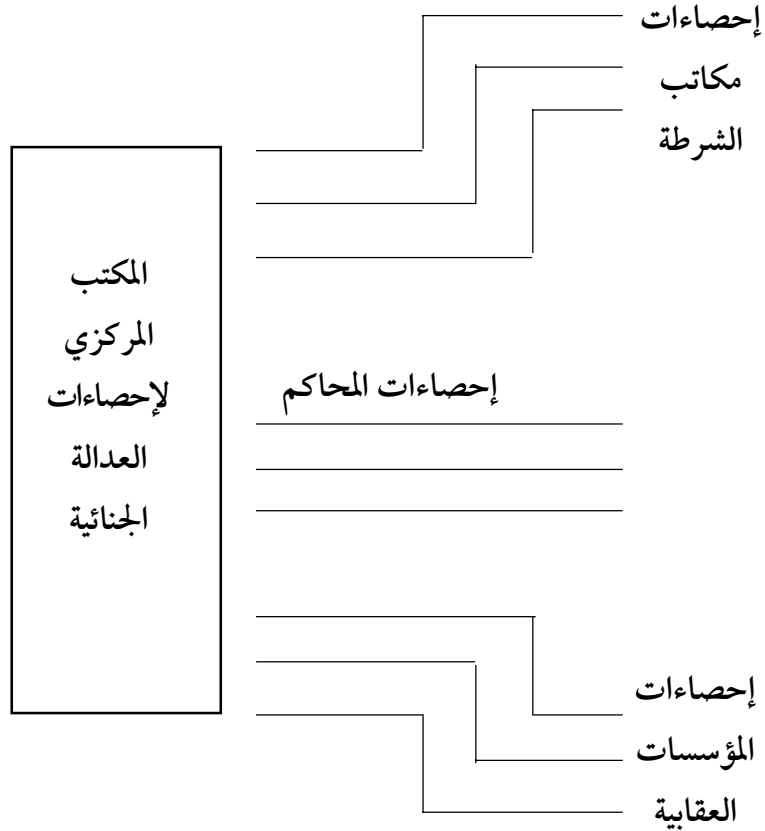 إحصاءات
مكاتب
الشرطة
المكتب
المركزي
لإحصاءات
العدالة
الجنائية
إحصاءات المحاكم
إحصاءات
المؤسسات
العقابية